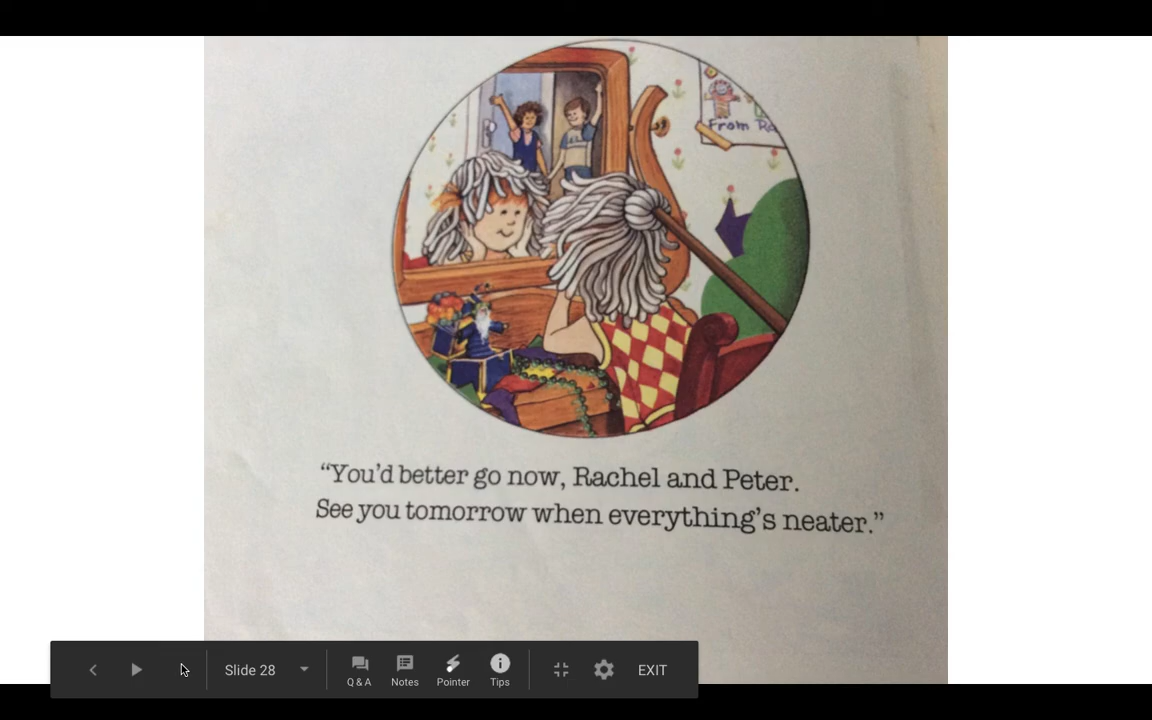 From Ro
“You’d better go now, Rachel and Peter.
See you tomorrow when everything’s neater.”
Slide 28
Q & A
Notes
Pointer
Tips
EXIT